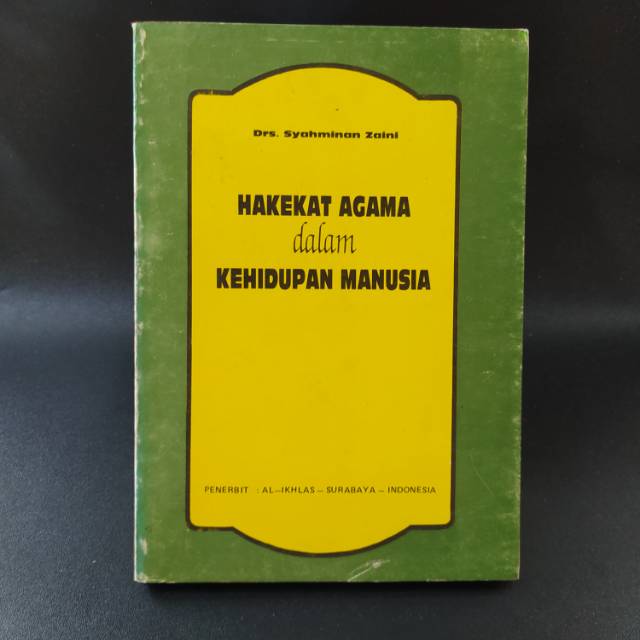 Drs. Syahminan Zaini
HAKEKAT AGAMA
dalam
KEHIDUPAN MANUSIA
PENERBIT : AL-IKHLAS - SURABAYA - INDONESIA